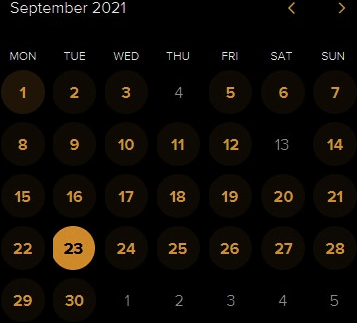 September 2021
MON TUE WED THU FRI SAT SUN
1 2 3 4 5 6 7
8 9 10 11 12 13 14
15 16 17 18 19 20 21
22 23 24 25 26 27 28
29 30 1 2 3 4 5